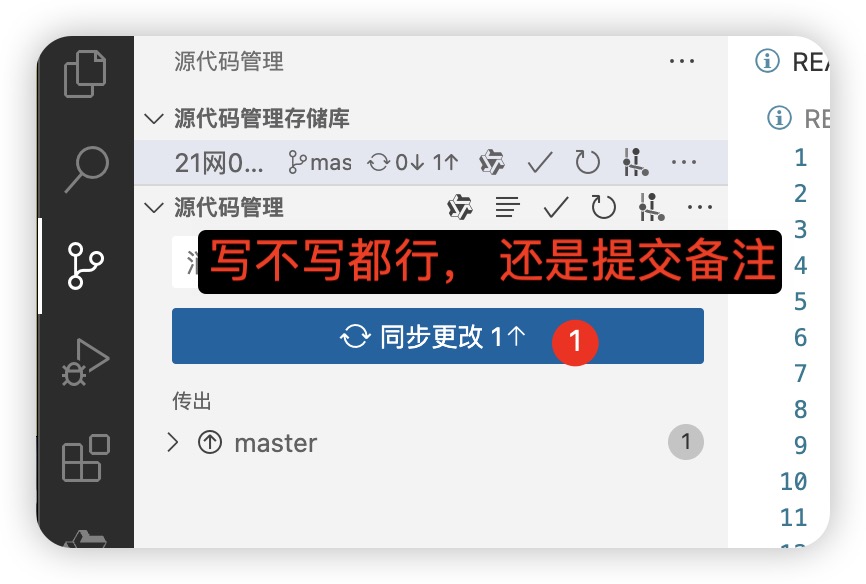 源代码管理
源代码管理存储库
21网0... mas 0↓ 1↑
源代码管理
写不写都行， 还是提交备注
同步更改 1↑ 1
传出
master 1
REA
RE
1
2
3
4
5
6
7
8
9
10
11